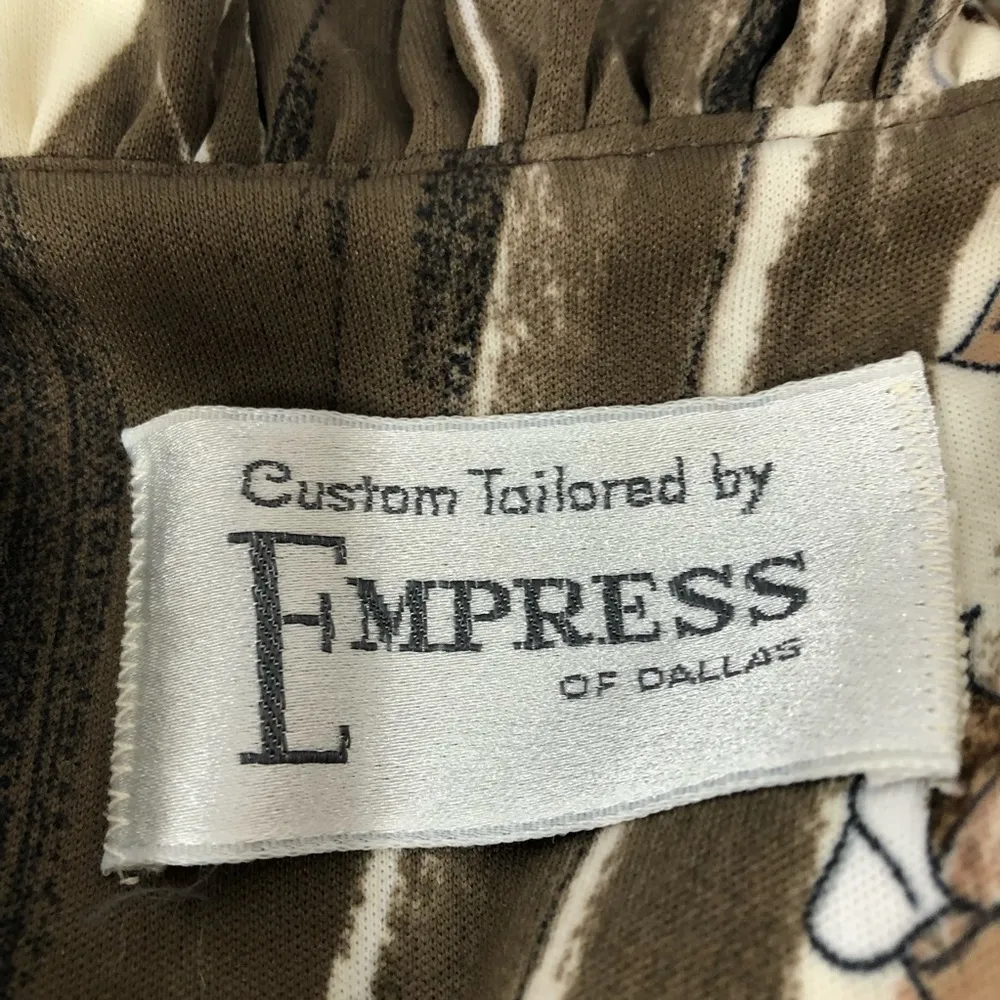 Custom Tailored by
EMPRESS
OF DALLAS